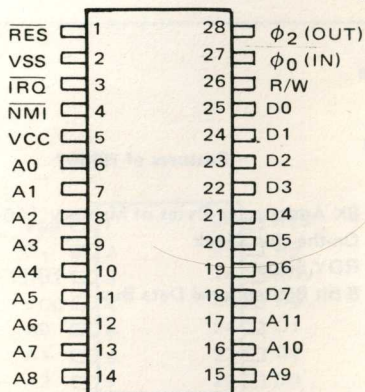 RES 1 28 ϕ2 (OUT)
VSS 2 27 ϕ0 (IN)
IRQ 3 26 R/W
NMI 4 25 D0
VCC 5 24 D1
A0 6 23 D2
A1 7 22 D3
A2 8 21 D4
A3 9 20 D5
A4 10 19 D6
A5 11 18 D7
A6 12 17 A11
A7 13 16 A10
A8 14 15 A9